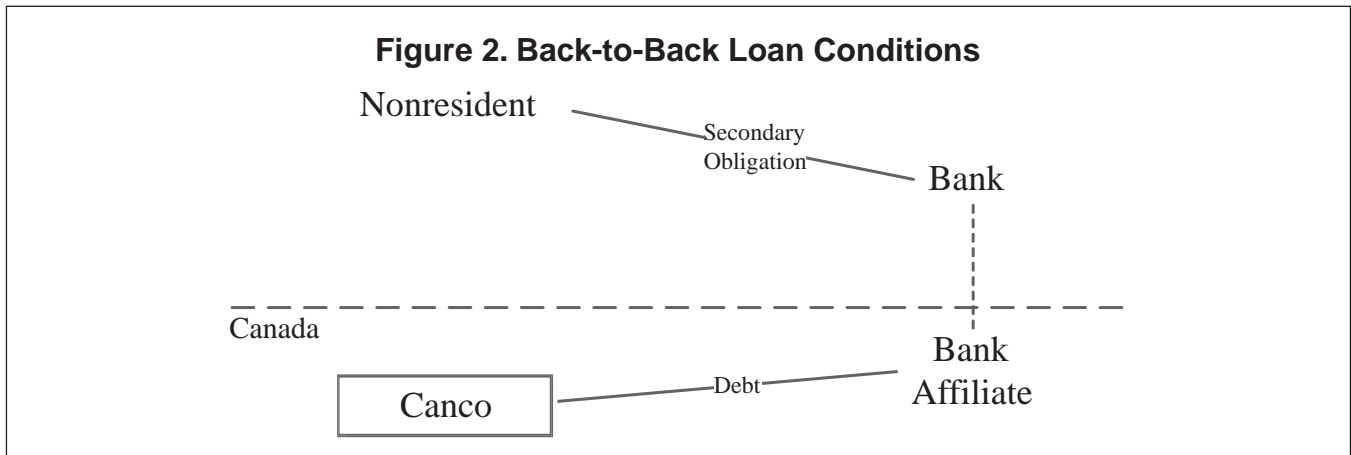 Figure 2. Back-to-Back Loan Conditions
Nonresident
Secondary
Obligation
Bank
Canada
Bank
Affiliate
Debt
Canco